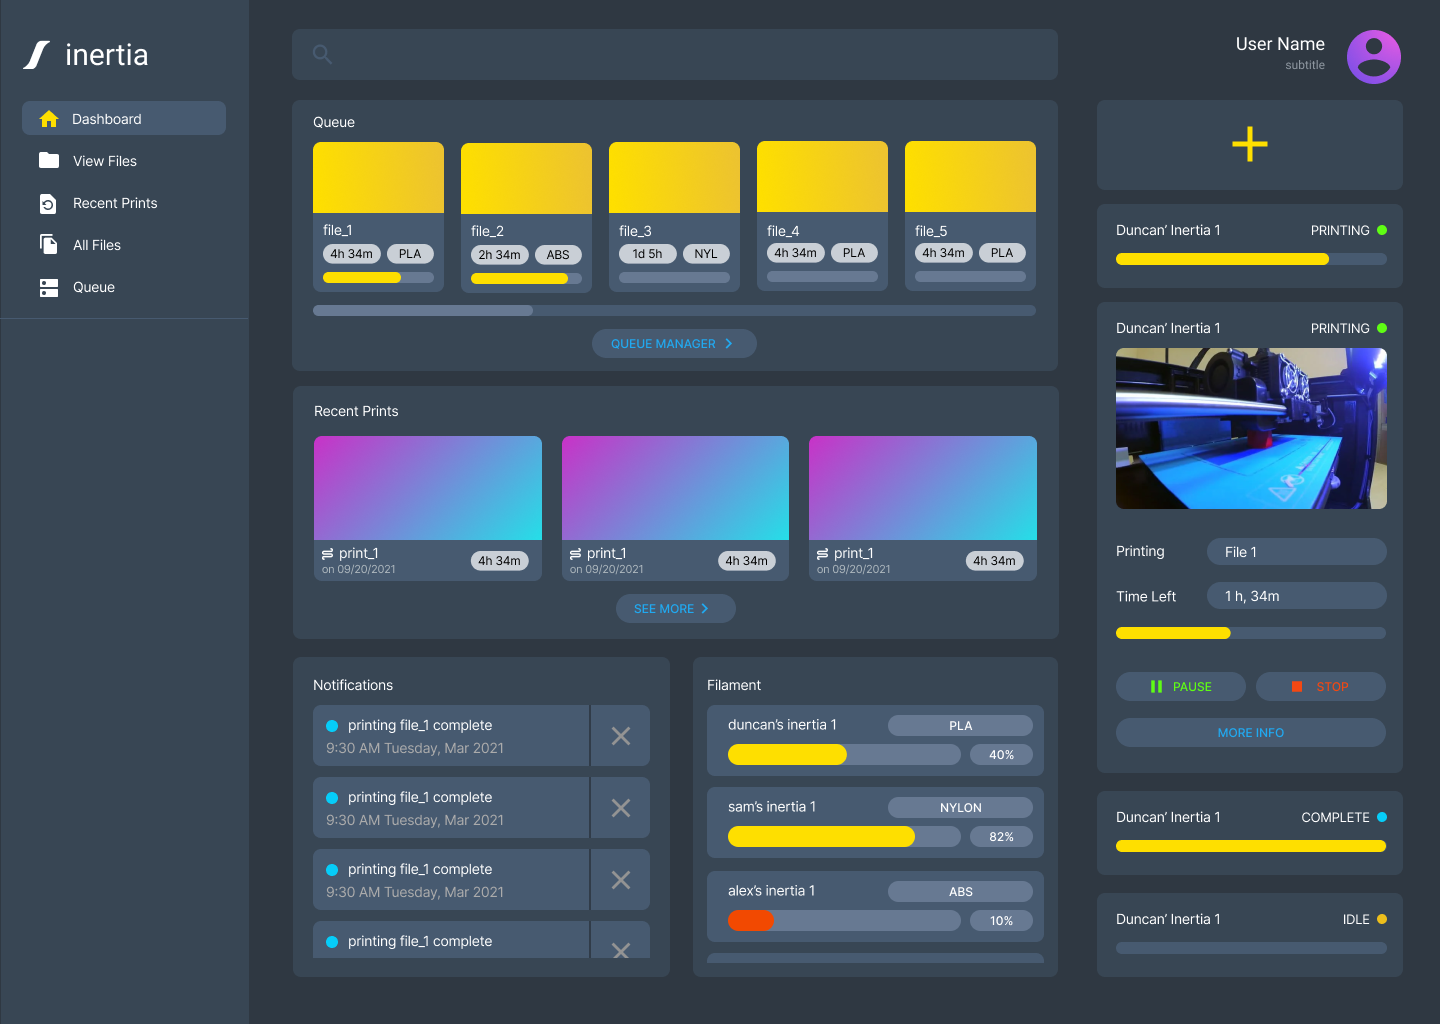 inertia
Dashboard
View Files
Recent Prints
All Files
Queue
User Name
subtitle
Queue
file_1
4h 34m PLA
file_2
2h 34m ABS
file_3
1d 5h NYL
file_4
4h 34m PLA
file_5
4h 34m PLA
QUEUE MANAGER
Recent Prints
print_1
on 09/20/2021
4h 34m
print_1
on 09/20/2021
4h 34m
print_1
on 09/20/2021
4h 34m
SEE MORE
Notifications
printing file_1 complete
9:30 AM Tuesday, Mar 2021
printing file_1 complete
9:30 AM Tuesday, Mar 2021
printing file_1 complete
9:30 AM Tuesday, Mar 2021
printing file_1 complete
Filament
duncan's inertia 1 PLA
40%
sam's inertia 1 NYLON
82%
alex's inertia 1 ABS
10%
Duncan' Inertia 1 PRINTING
Duncan' Inertia 1 PRINTING
Printing File 1
Time Left 1 h, 34m
PAUSE STOP
MORE INFO
Duncan' Inertia 1 COMPLETE
Duncan' Inertia 1 IDLE